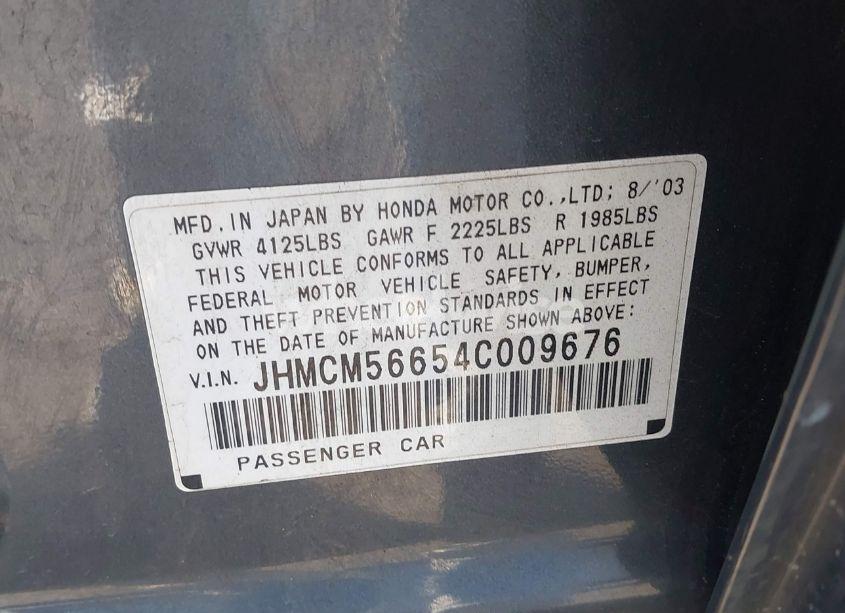 MFD.IN JAPAN BY HONDA MOTOR CO.,LTD; 8/'03
GVWR 4125LBS GAWR F 2225LBS R 1985LBS
THIS VEHICLE CONFORMS TO ALL APPLICABLE
FEDERAL MOTOR VEHICLE SAFETY, BUMPER,
AND THEFT PREVENTION STANDARDS IN EFFECT
ON THE DATE OF MANUFACTURE SHOWN ABOVE:
V.I.N. JHMCM56654C009676
PASSENGER CAR